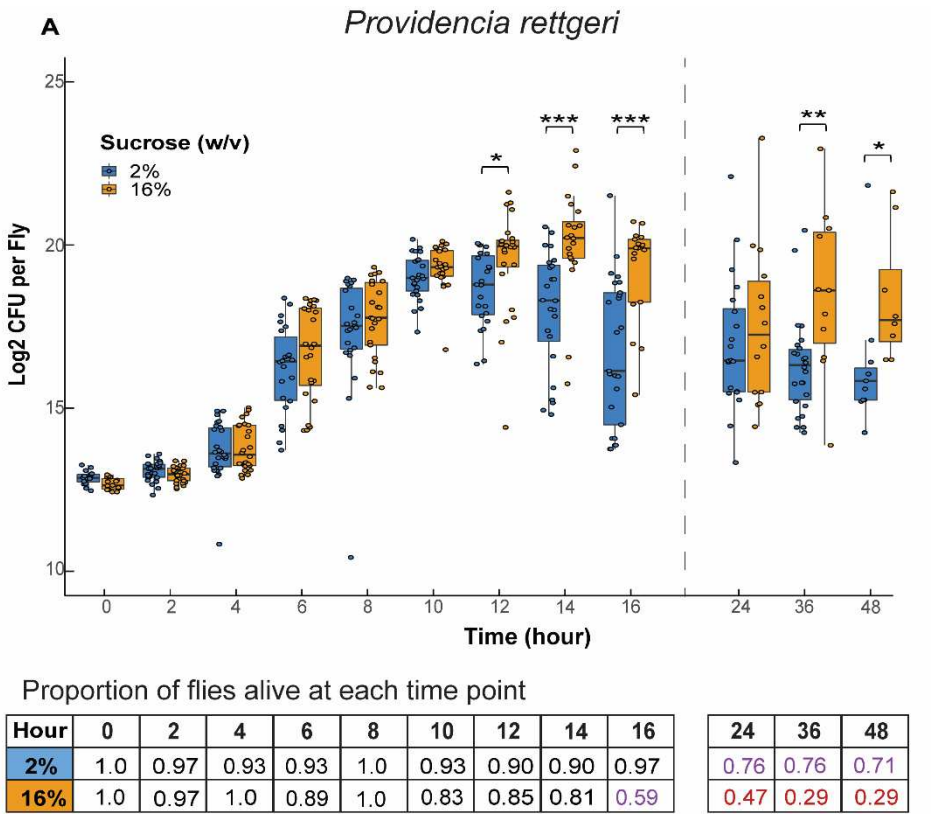 A
Providencia rettgeri
25
20
15
10
Log2 CFU per Fly
Sucrose (w/v)
2%
16%
* *** *** ** *
0 2 4 6 8 10 12 14 16 24 36 48
Time (hour)
Proportion of flies alive at each time point
Hour 0 2 4 6 8 10 12 14 16 24 36 48
2% 1.0 0.97 0.93 0.93 1.0 0.93 0.90 0.90 0.97 0.76 0.76 0.71
16% 1.0 0.97 1.0 0.89 1.0 0.83 0.85 0.81 0.59 0.47 0.29 0.29